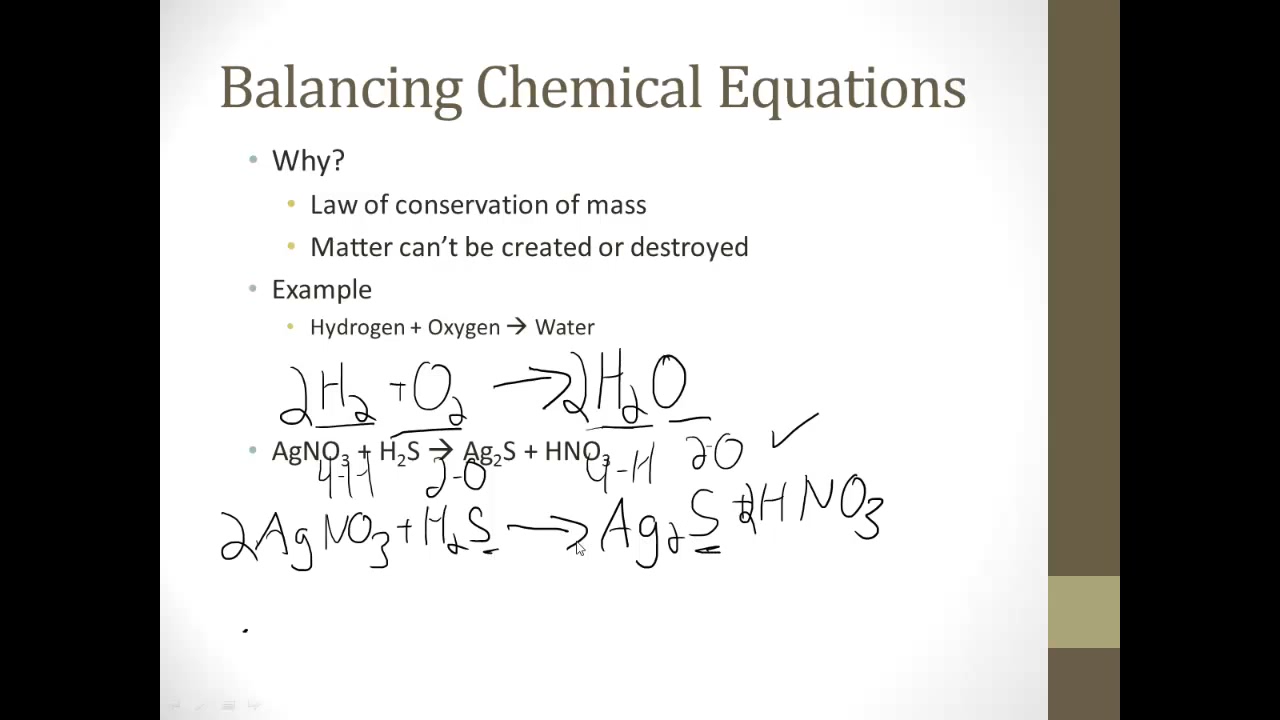 Balancing Chemical Equations
• Why?
• Law of conservation of mass
• Matter can't be created or destroyed
• Example
• Hydrogen + Oxygen → Water
2H₂ + O₂ → 2H₂O
• AgNO₃ + H₂S → Ag₂S + HNO₃
4-H 2-O 4-H 2-O ✓
2AgNO₃ + H₂S → Ag₂S + 2HNO₃